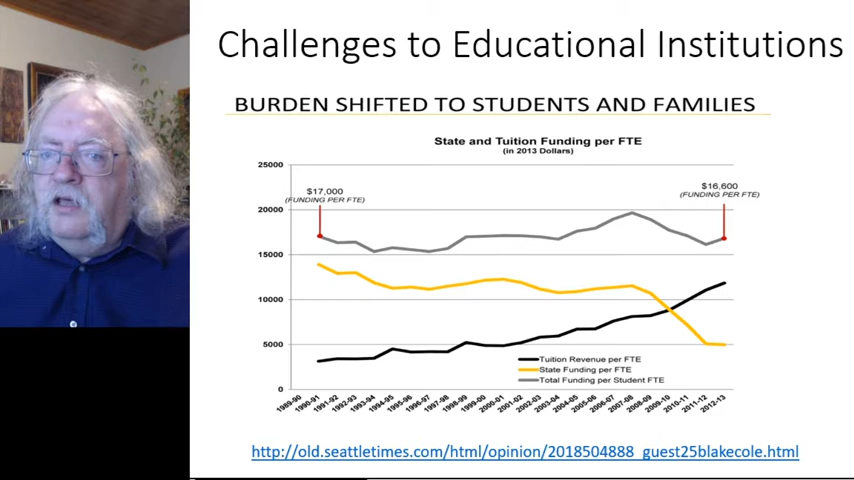 Challenges to Educational Institutions
BURDEN SHIFTED TO STUDENTS AND FAMILIES
State and Tuition Funding per FTE
(in 2013 Dollars)
25000
$17,000
(FUNDING PER FTE)
$16,600
(FUNDING PER FTE)
20000
15000
10000
5000
0
Tuition Revenue per FTE
State Funding per FTE
Total Funding per Student FTE
1989-90 1990-91 1991-92 1992-93 1993-94 1994-95 1995-96 1996-97 1997-98 1998-99 1999-00 2000-01 2001-02 2002-03 2003-04 2004-05 2005-06 2006-07 2007-08 2008-09 2009-10 2010-11 2011-12 2012-13
http://old.seattletimes.com/html/opinion/2018504888_guest25blakecole.html